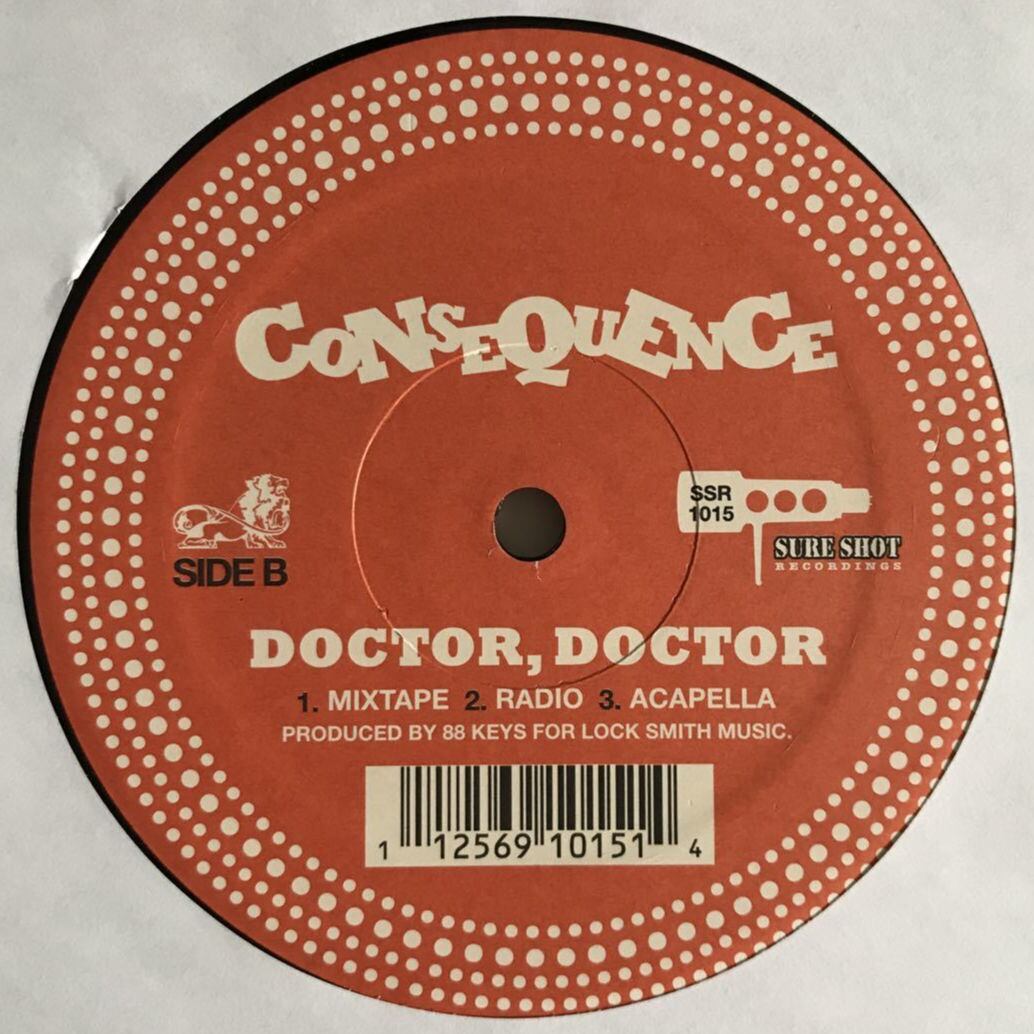 CONSEQUENCE
SIDE B
SSR
1015
SURE SHOT
RECORDINGS
DOCTOR, DOCTOR
1. MIXTAPE 2. RADIO 3. ACAPELLA
PRODUCED BY 88 KEYS FOR LOCK SMITH MUSIC.
1 12569 10151 4